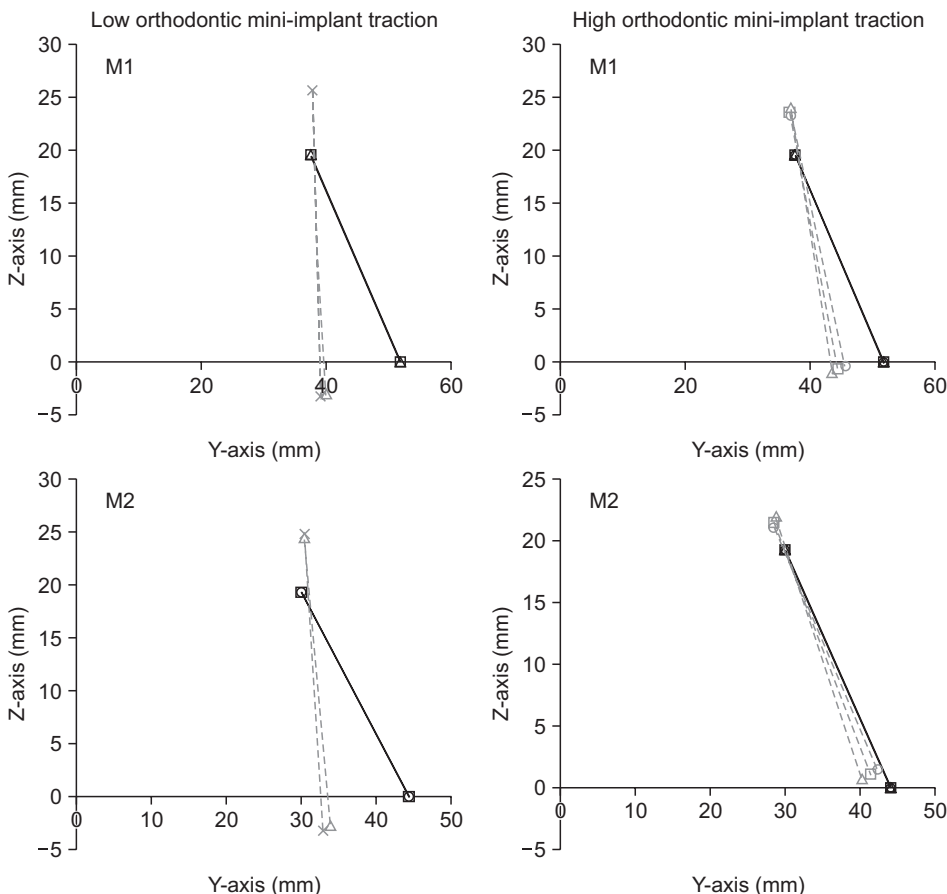 Low orthodontic mini-implant traction
High orthodontic mini-implant traction
30
25
20
15
10
5
0
−5
Z-axis (mm)
M1
0 20 40 60
Y-axis (mm)
30
25
20
15
10
5
0
−5
Z-axis (mm)
M1
0 20 40 60
Y-axis (mm)
30
25
20
15
10
5
0
−5
Z-axis (mm)
M2
0 10 20 30 40 50
Y-axis (mm)
25
20
15
10
5
0
−5
Z-axis (mm)
M2
0 10 20 30 40 50
Y-axis (mm)